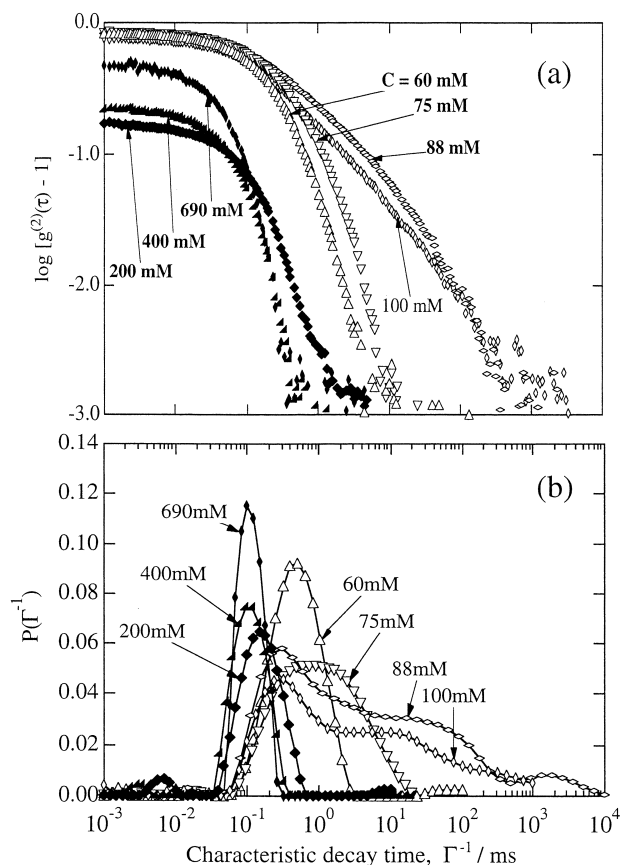 0.0
(a)
C = 60 mM
75 mM
88 mM
-1.0
690 mM
400 mM
200 mM
100 mM
-2.0
-3.0
log [g(2)(τ) - 1]
0.14
(b)
0.12
690mM
0.10
400mM
60mM
0.08
75mM
200mM
0.06
88mM
100mM
0.04
0.02
0.00
P(Γ-1)
10-3 10-2 10-1 100 101 102 103 104
Characteristic decay time, Γ-1 / ms